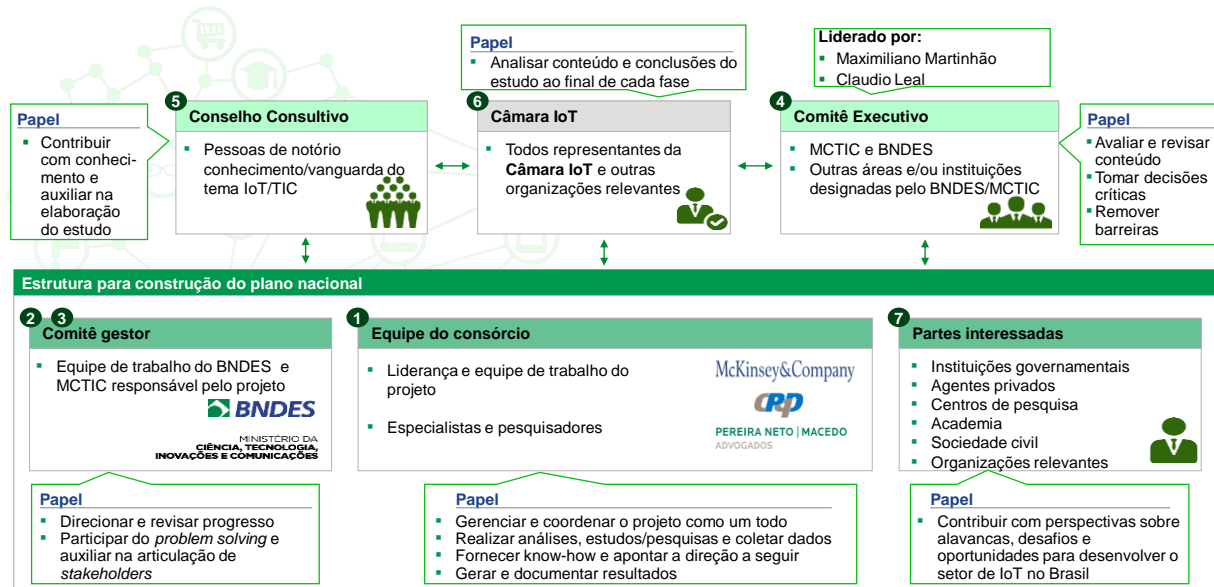 Papel
Analisar conteúdo e conclusões do
estudo ao final de cada fase
Liderado por:
Maximiliano Martinhão
Claudio Leal
Papel
Contribuir
com conheci-
mento e
auxiliar na
elaboração
do estudo
5
Conselho Consultivo
Pessoas de notório
conhecimento/vanguarda do
tema IoT/TIC
6
Câmara IoT
Todos representantes da
Câmara IoT e outras
organizações relevantes
4
Comitê Executivo
MCTIC e BNDES
Outras áreas e/ou instituições
designadas pelo BNDES/MCTIC
Papel
Avaliar e revisar
conteúdo
Tomar decisões
críticas
Remover
barreiras
Estrutura para construção do plano nacional
2 3
Comitê gestor
Equipe de trabalho do BNDES e
MCTIC responsável pelo projeto
BNDES
MINISTÉRIO DA
CIÊNCIA, TECNOLOGIA,
INOVAÇÕES E COMUNICAÇÕES
Papel
Direcionar e revisar progresso
Participar do problem solving e
auxiliar na articulação de
stakeholders
1
Equipe do consórcio
Liderança e equipe de trabalho do
projeto
Especialistas e pesquisadores
McKinsey&Company
CPqD
PEREIRA NETO | MACEDO
ADVOGADOS
Papel
Gerenciar e coordenar o projeto como um todo
Realizar análises, estudos/pesquisas e coletar dados
Fornecer know-how e apontar a direção a seguir
Gerar e documentar resultados
7
Partes interessadas
Instituições governamentais
Agentes privados
Centros de pesquisa
Academia
Sociedade civil
Organizações relevantes
Papel
Contribuir com perspectivas sobre
alavancas, desafios e
oportunidades para desenvolver o
setor de IoT no Brasil